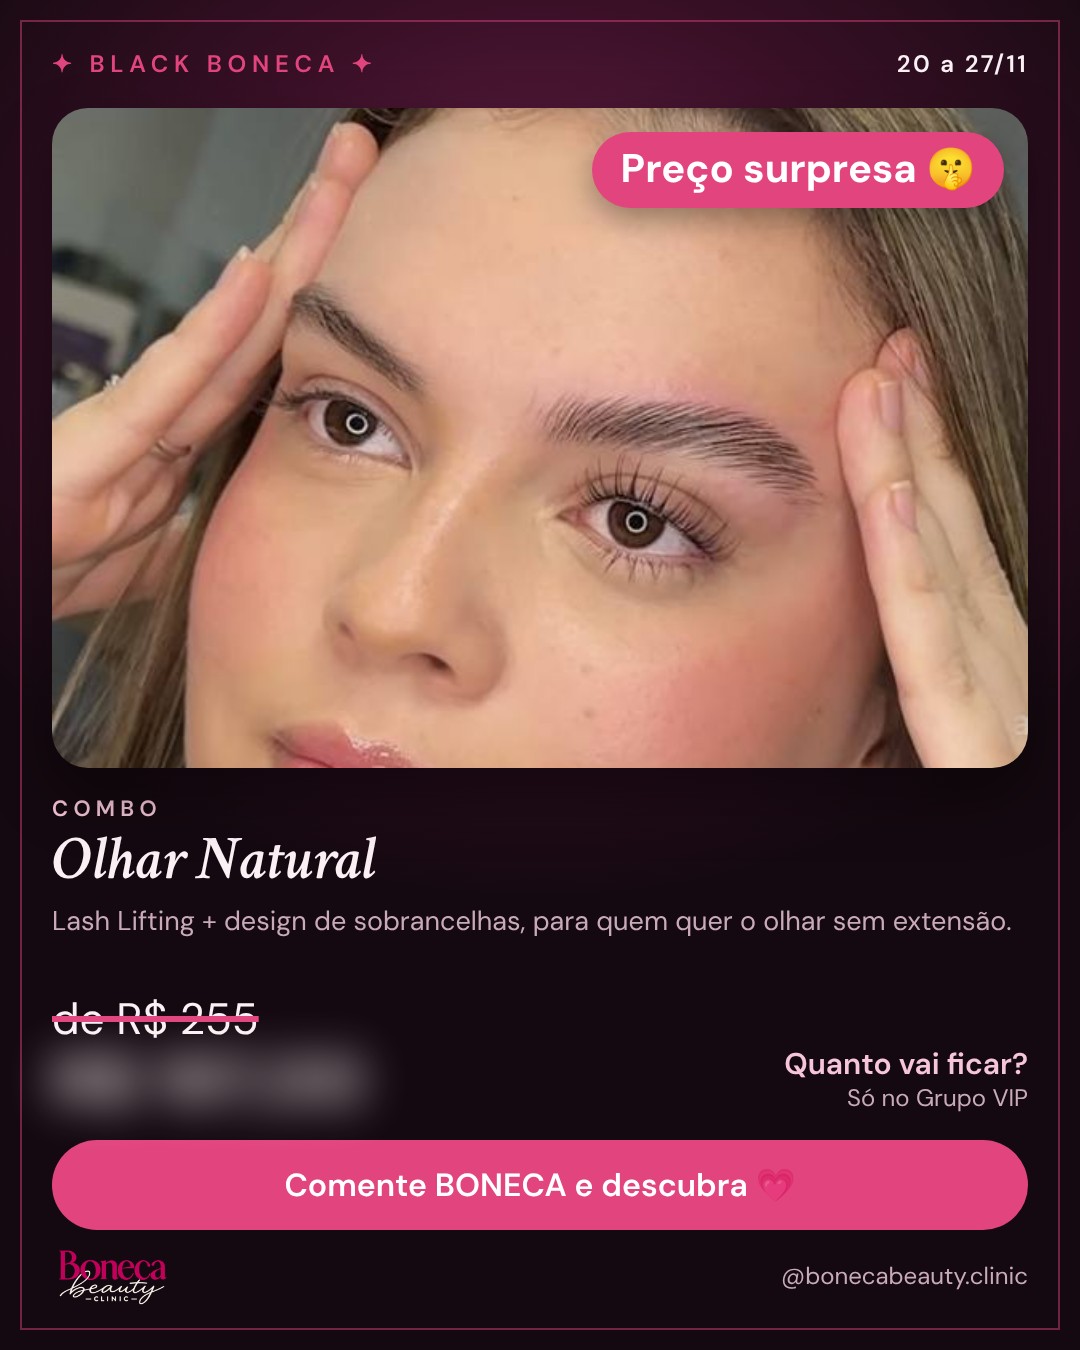 ✦ BLACK BONECA ✦
20 a 27/11
Preço surpresa 🤫
COMBO
Olhar Natural
Lash Lifting + design de sobrancelhas, para quem quer o olhar sem extensão.
de R$ 255
Quanto vai ficar?
Só no Grupo VIP
Comente BONECA e descubra 💗
Boneca
beauty
CLINIC
@bonecabeauty.clinic